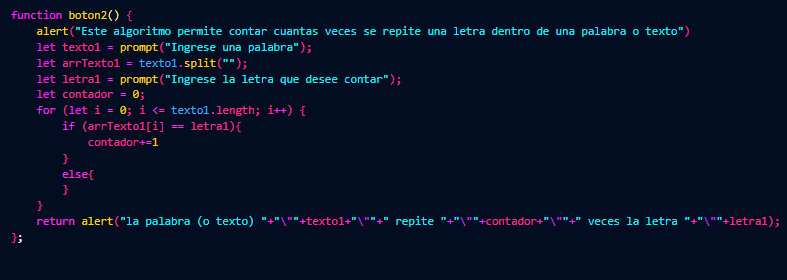 function boton2() {
alert("Este algoritmo permite contar cuantas veces se repite una letra dentro de una palabra o texto")
let texto1 = prompt("Ingrese una palabra");
let arrTexto1 = texto1.split("");
let letra1 = prompt("Ingrese la letra que desee contar");
let contador = 0;
for (let i = 0; i <= texto1.length; i++) {
if (arrTexto1[i] == letra1){
contador+=1
}
else{
}
}
return alert("la palabra (o texto) "+"\""+texto1+"\""+" repite "+"\""+contador+"\""+" veces la letra "+"\""+letra1);
};